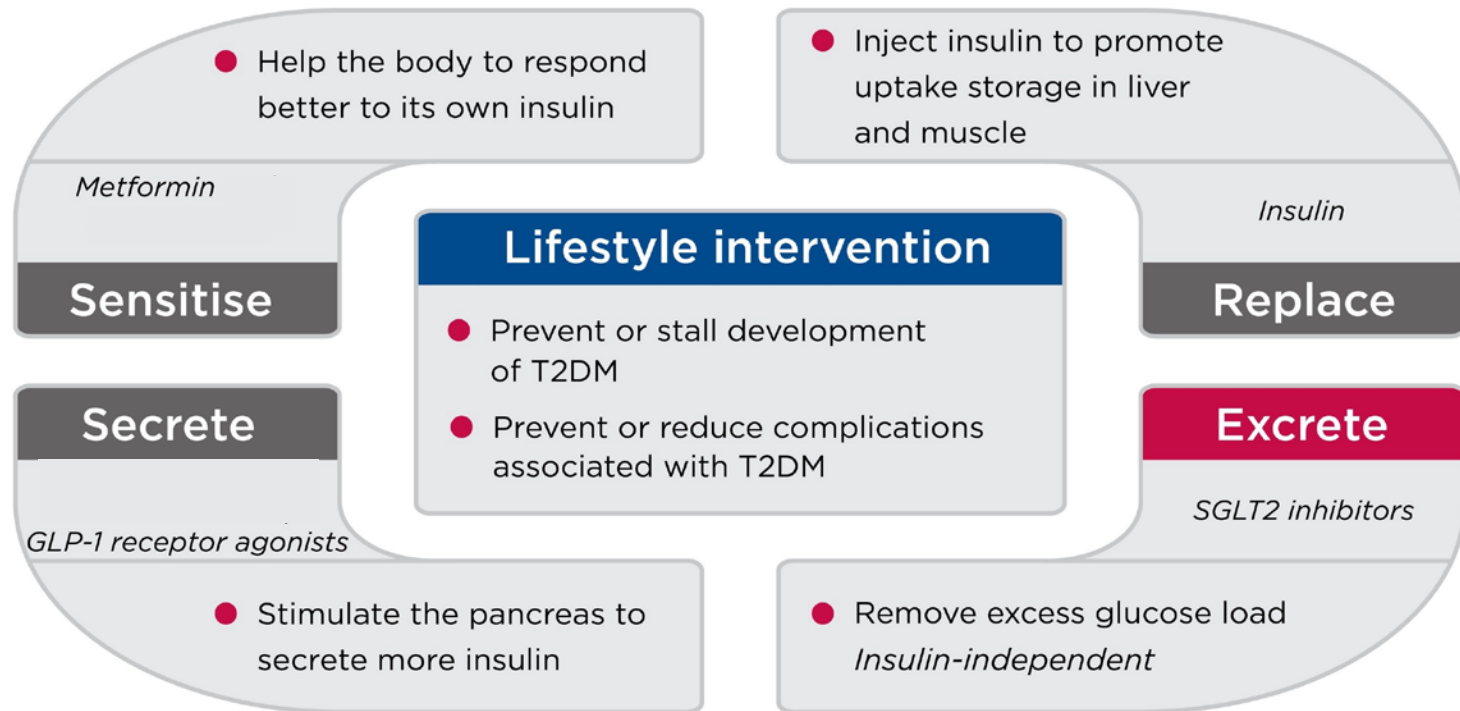 ● Help the body to respond
better to its own insulin
Metformin
Sensitise
● Inject insulin to promote
uptake storage in liver
and muscle
Insulin
Replace
Lifestyle intervention
● Prevent or stall development
of T2DM
● Prevent or reduce complications
associated with T2DM
Secrete
GLP-1 receptor agonists
● Stimulate the pancreas to
secrete more insulin
Excrete
SGLT2 inhibitors
● Remove excess glucose load
Insulin-independent